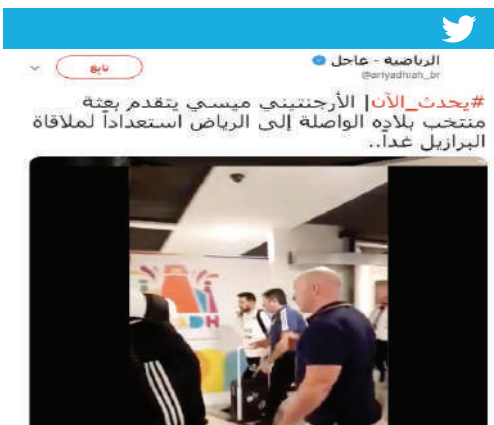 الرياضية - عاجل
@ariyadhiah_br
تابع
#يحدث_الآن| الأرجنتيني ميسي يتقدم بعثة
منتخب بلاده الواصلة إلى الرياض استعداداً لملاقاة
البرازيل غداً..